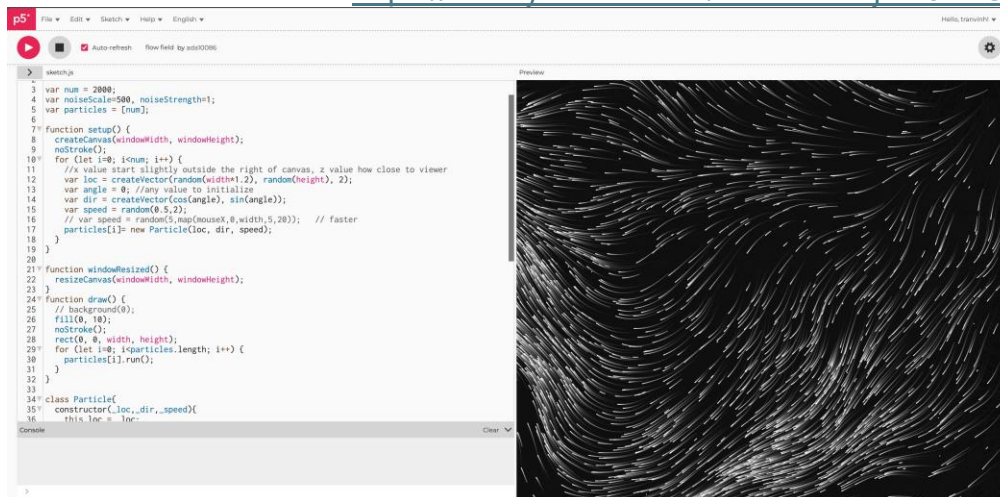 p5* File Edit Sketch Help English Hello, tranvinh!
Auto-refresh flow field by ada10086
sketch.js Preview
3 var num = 2000;
4 var noiseScale=500, noiseStrength=1;
5 var particles = [num];
6
7 function setup() {
8 createCanvas(windowWidth, windowHeight);
9 noStroke();
10 for (let i=0; i<num; i++) {
11 //x value start slightly outside the right of canvas, z value how close to viewer
12 var loc = createVector(random(width*1.2), random(height), 2);
13 var angle = 0; //any value to initialize
14 var dir = createVector(cos(angle), sin(angle));
15 var speed = random(0.5,2);
16 // var speed = random(5,map(mouseX,0,width,5,20)); // faster
17 particles[i]= new Particle(loc, dir, speed);
18 }
19 }
20
21 function windowResized() {
22 resizeCanvas(windowWidth, windowHeight);
23 }
24 function draw() {
25 // background(0);
26 fill(0, 10);
27 noStroke();
28 rect(0, 0, width, height);
29 for (let i=0; i<particles.length; i++) {
30 particles[i].run();
31 }
32 }
33
34 class Particle{
35 constructor(_loc,_dir,_speed){
36 this.loc = _loc;
Console Clear